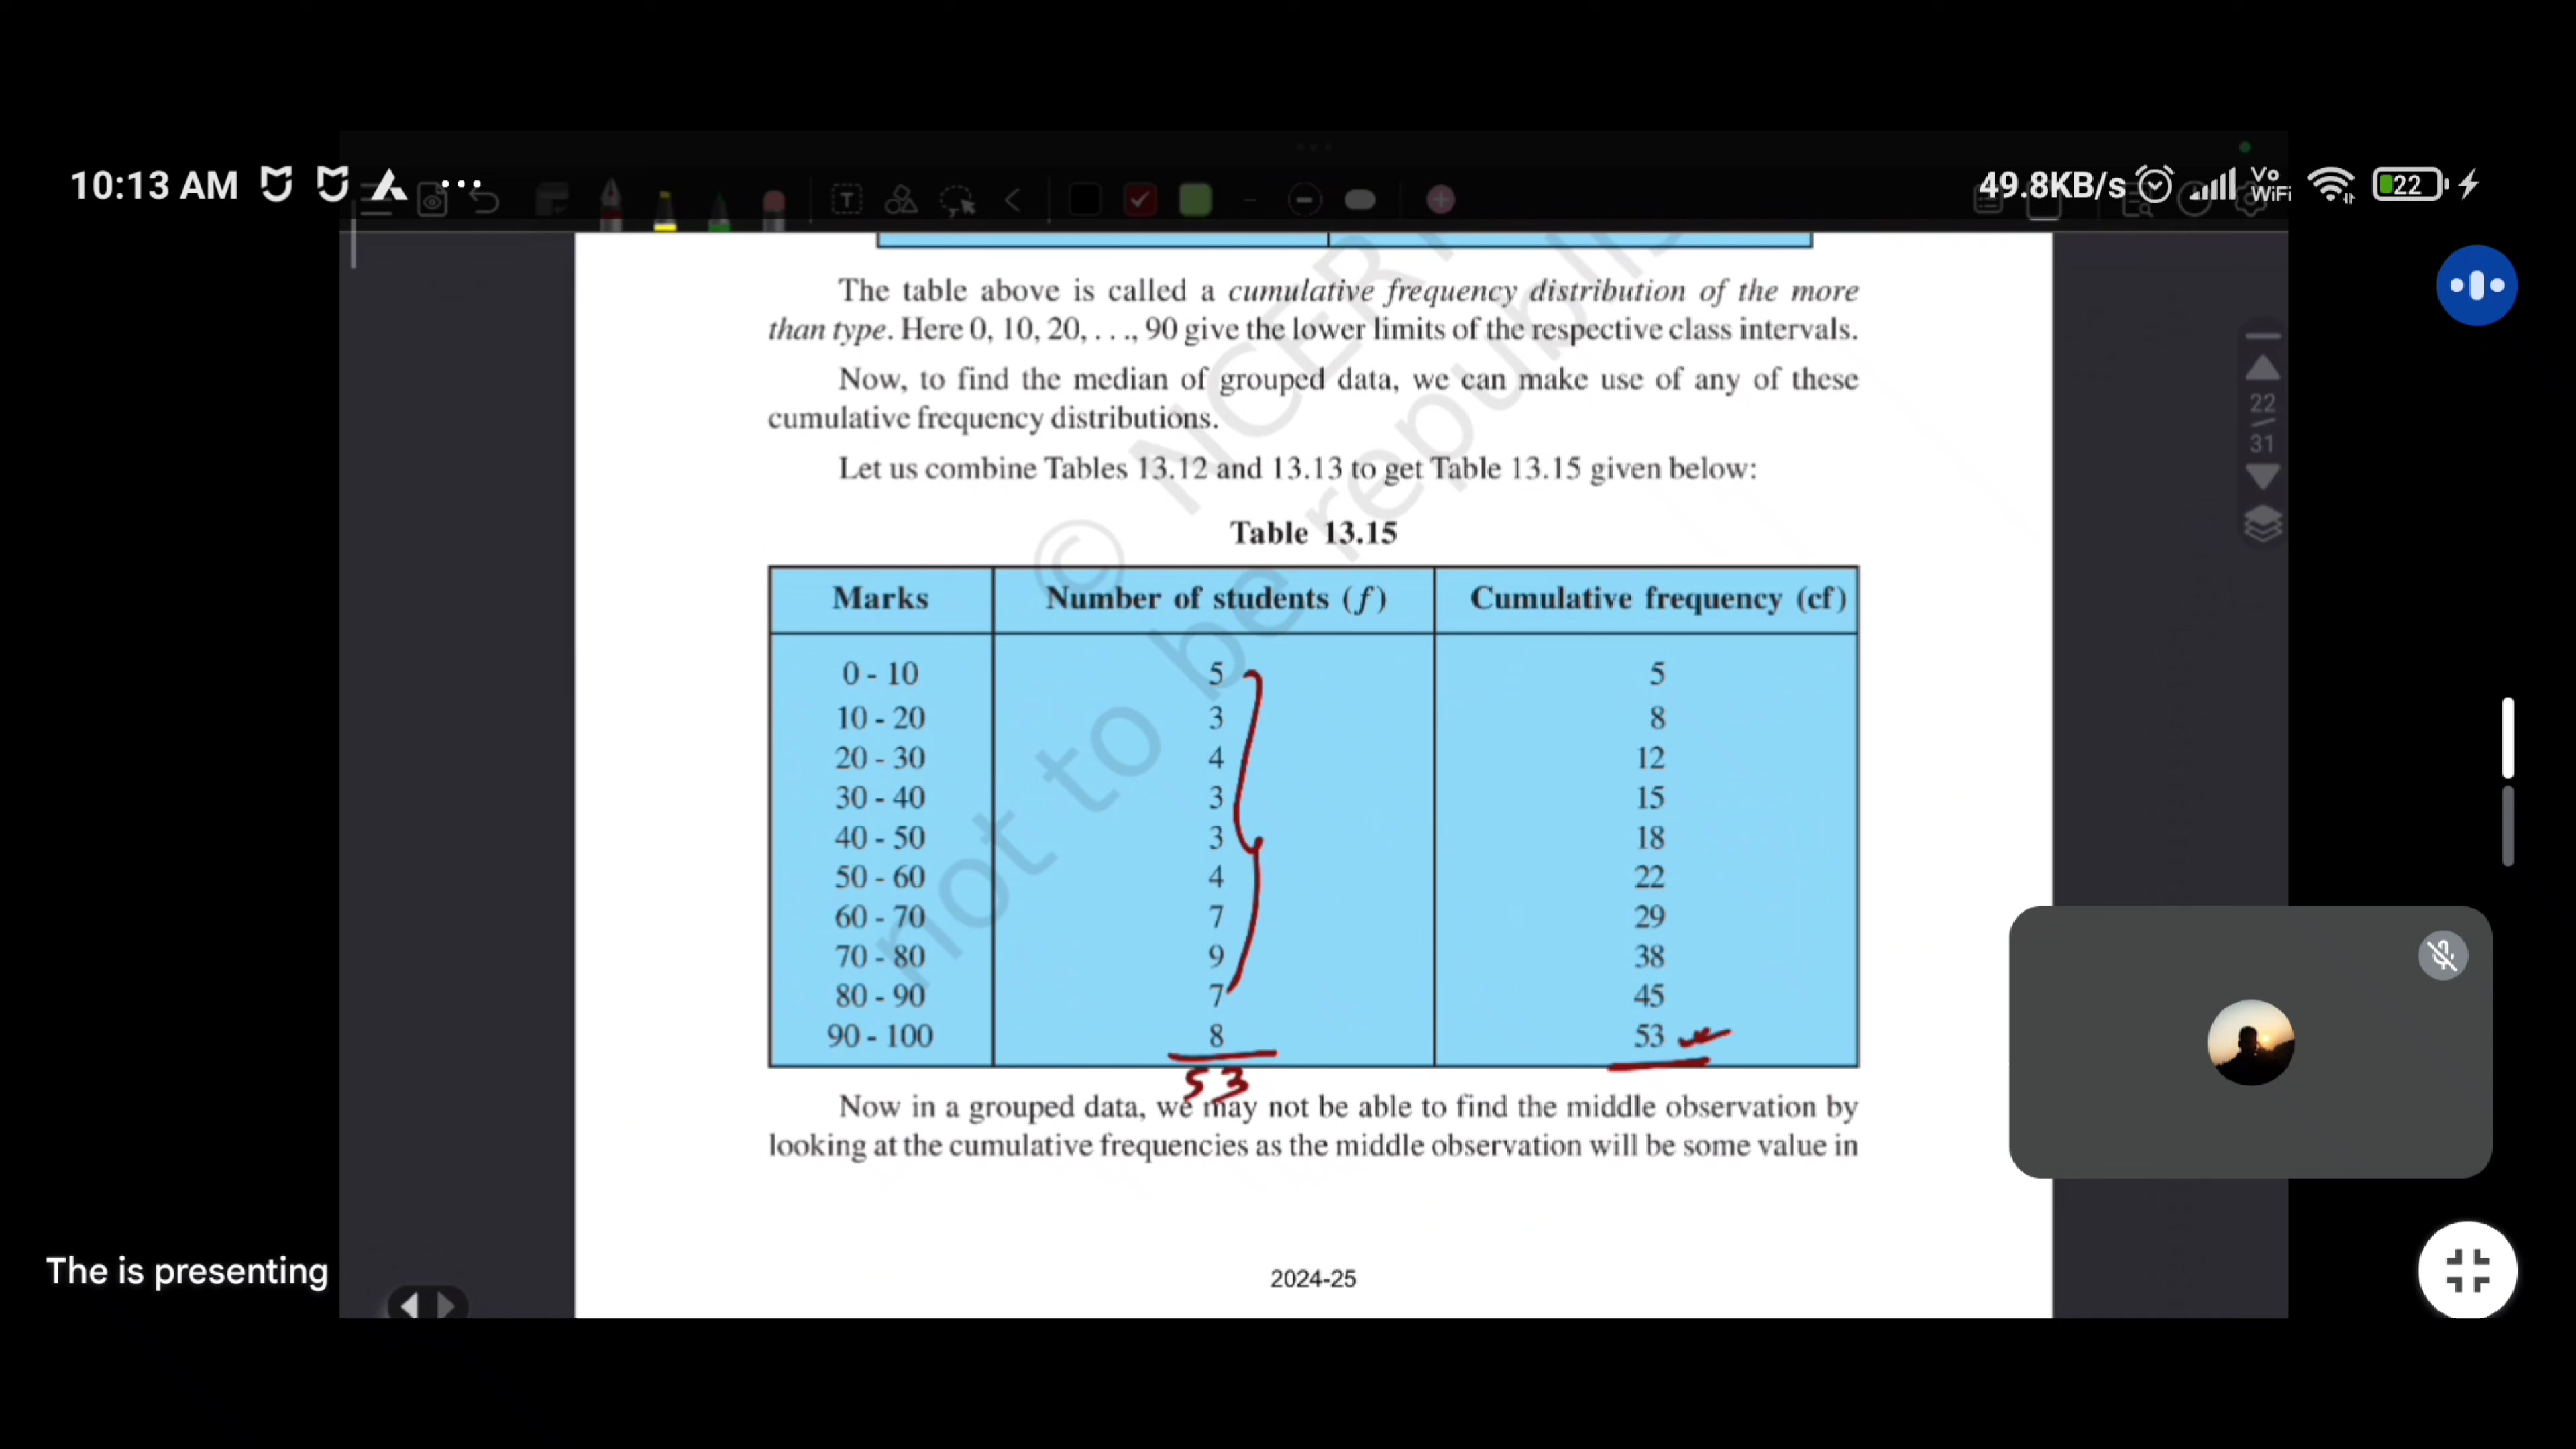 10:13 AM
49.8KB/s
Vo
WiFi
22
T
The table above is called a cumulative frequency distribution of the more
than type. Here 0, 10, 20, . . ., 90 give the lower limits of the respective class intervals.
Now, to find the median of grouped data, we can make use of any of these
cumulative frequency distributions.
Let us combine Tables 13.12 and 13.13 to get Table 13.15 given below:
22
31
© NCERT
not to be republis
Table 13.15
Marks Number of students (f) Cumulative frequency (cf)
0 - 10 5 5
10 - 20 3 8
20 - 30 4 12
30 - 40 3 15
40 - 50 3 18
50 - 60 4 22
60 - 70 7 29
70 - 80 9 38
80 - 90 7 45
90 - 100 8 53
53
Now in a grouped data, we may not be able to find the middle observation by
looking at the cumulative frequencies as the middle observation will be some value in
The is presenting
2024-25